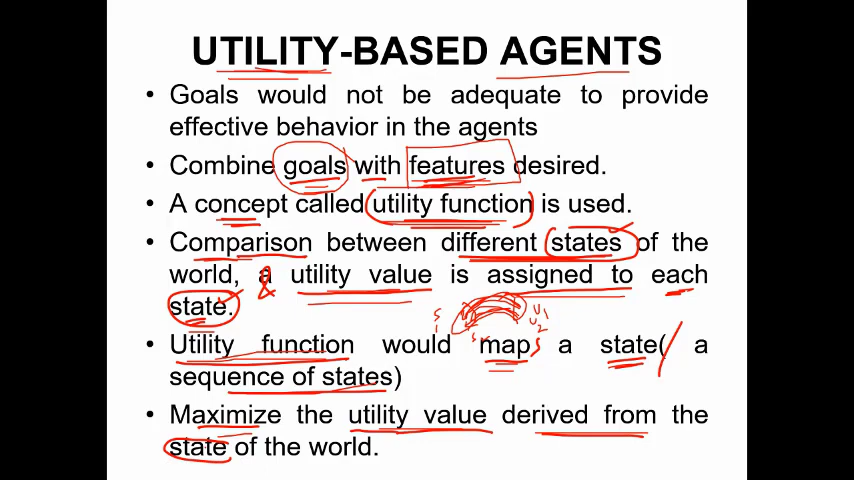 UTILITY-BASED AGENTS
• Goals would not be adequate to provide
effective behavior in the agents
• Combine goals with features desired.
• A concept called utility function is used.
• Comparison between different states of the
world, a utility value is assigned to each
&
state.
U1
U2
• Utility function would map a state( / a
sequence of states)
• Maximize the utility value derived from the
state of the world.